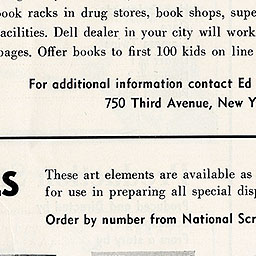 book racks in drug stores, book shops, supe
facilities. Dell dealer in your city will work
pages. Offer books to first 100 kids on line
For additional information contact Ed
750 Third Avenue, New Y
S
These art elements are available as
for use in preparing all special disp
Order by number from National Scr